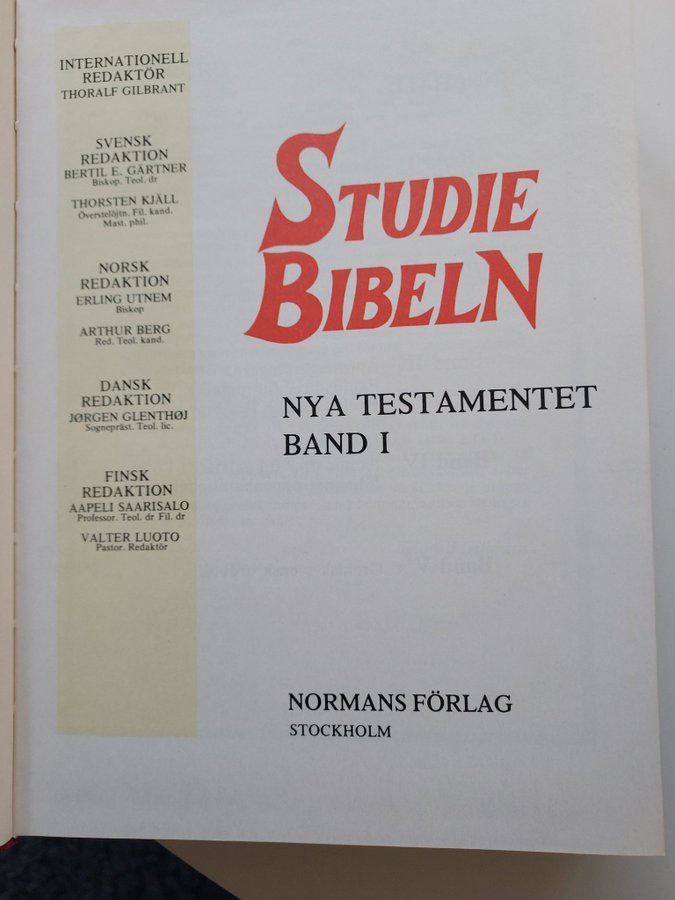 INTERNATIONELL
REDAKTÖR
THORALF GILBRANT
SVENSK
REDAKTION
BERTIL E. GÄRTNER
Biskop. Teol. dr
THORSTEN KJÄLL
Överstelöjtn. Fil. kand.
Mast. phil.
NORSK
REDAKTION
ERLING UTNEM
Biskop
ARTHUR BERG
Red. Teol. kand.
DANSK
REDAKTION
JØRGEN GLENTHØJ
Sognepräst. Teol. lic.
FINSK
REDAKTION
AAPELI SAARISALO
Professor. Teol. dr Fil. dr
VALTER LUOTO
Pastor. Redaktör
STUDIE
BIBELN
NYA TESTAMENTET
BAND I
NORMANS FÖRLAG
STOCKHOLM